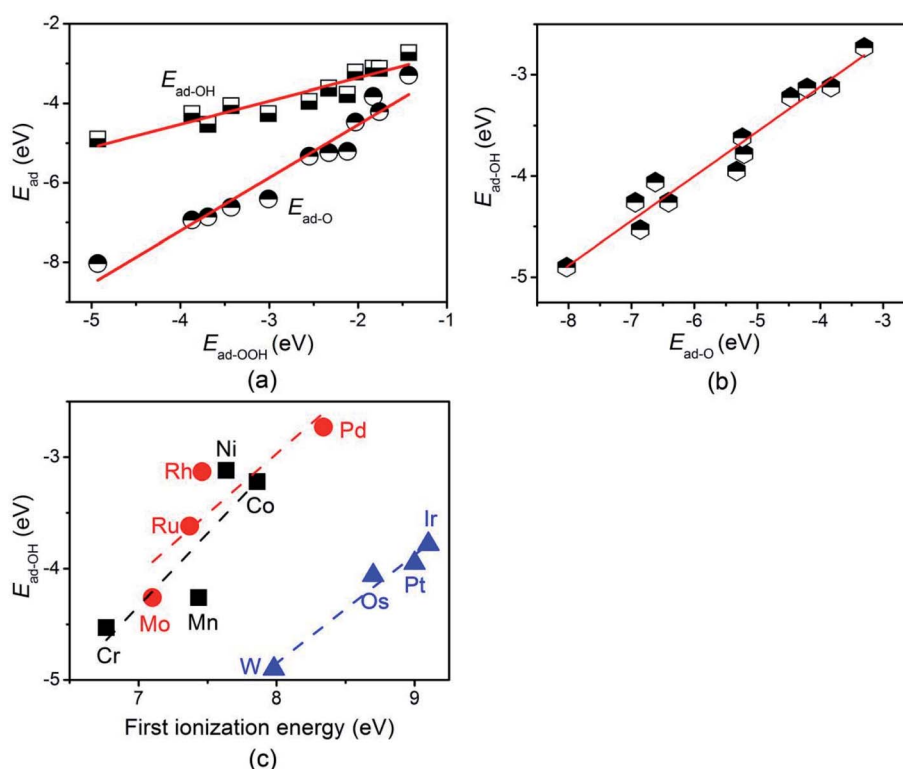 -2
-4
-6
-8
E_ad (eV)
E_ad-OH
E_ad-O
-5 -4 -3 -2 -1
E_ad-OOH (eV)
(a)
-3
-4
-5
E_ad-OH (eV)
-8 -7 -6 -5 -4 -3
E_ad-O (eV)
(b)
-3
-4
-5
E_ad-OH (eV)
Ni
Pd
Rh
Co
Ru
Ir
Mo
Mn
Os
Pt
Cr
W
7 8 9
First ionization energy (eV)
(c)